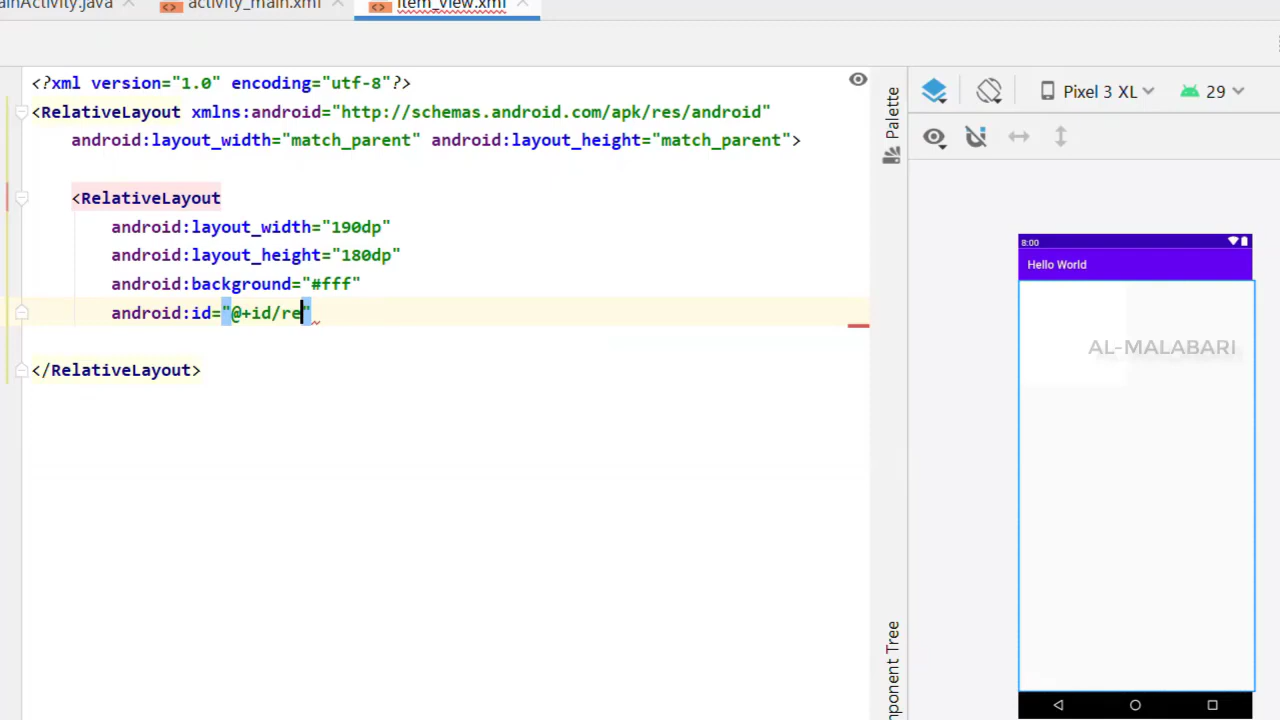 ainActivity.java
activity_main.xml
item_view.xml
<?xml version="1.0" encoding="utf-8"?>
<RelativeLayout xmlns:android="http://schemas.android.com/apk/res/android"
android:layout_width="match_parent" android:layout_height="match_parent">
<RelativeLayout
android:layout_width="190dp"
android:layout_height="180dp"
android:background="#fff"
android:id="@+id/re"
</RelativeLayout>
Palette
Pixel 3 XL
29
8:00
Hello World
AL-MALABARI
ponent Tree